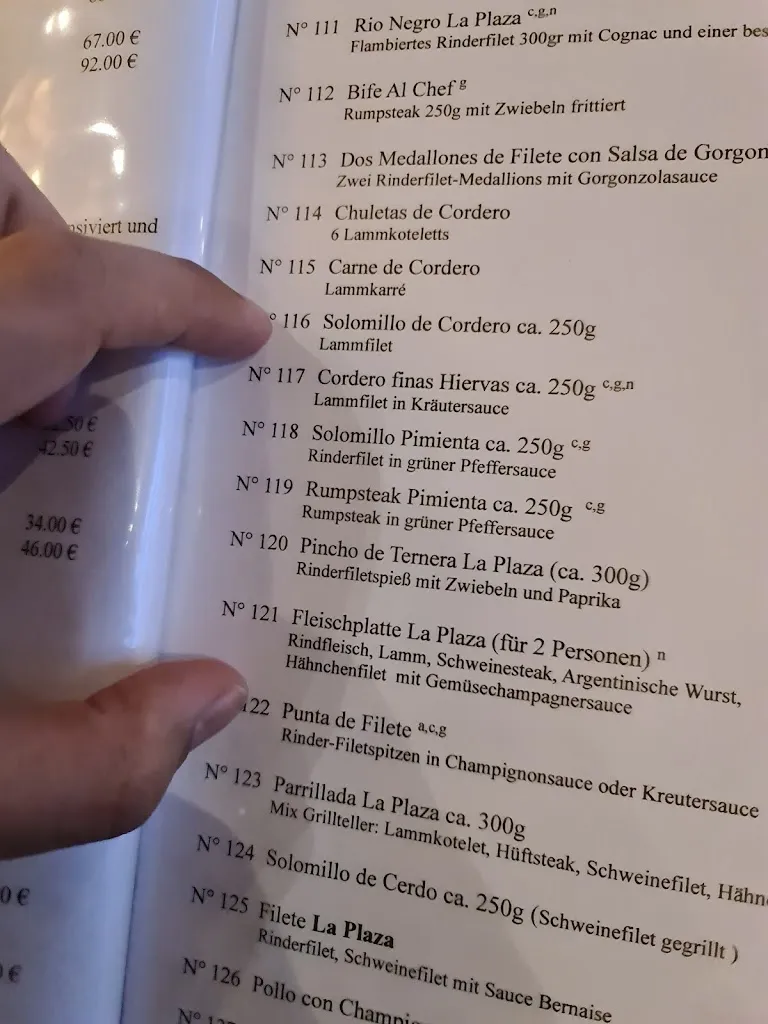 67.00 €
92.00 €
nsiviert und
.50 €
42.50 €
34.00 €
46.00 €
0 €
€
N° 111 Rio Negro La Plaza c,g,n
Flambiertes Rinderfilet 300gr mit Cognac und einer bes
N° 112 Bife Al Chef g
Rumpsteak 250g mit Zwiebeln frittiert
N° 113 Dos Medallones de Filete con Salsa de Gorgon
Zwei Rinderfilet-Medallions mit Gorgonzolasauce
N° 114 Chuletas de Cordero
6 Lammkoteletts
N° 115 Carne de Cordero
Lammkarré
° 116 Solomillo de Cordero ca. 250g
Lammfilet
N° 117 Cordero finas Hiervas ca. 250g c,g,n
Lammfilet in Kräutersauce
N° 118 Solomillo Pimienta ca. 250g c,g
Rinderfilet in grüner Pfeffersauce
N° 119 Rumpsteak Pimienta ca. 250g c,g
Rumpsteak in grüner Pfeffersauce
N° 120 Pincho de Ternera La Plaza (ca. 300g)
Rinderfiletspieß mit Zwiebeln und Paprika
N° 121 Fleischplatte La Plaza (für 2 Personen) n
Rindfleisch, Lamm, Schweinesteak, Argentinische Wurst,
Hähnchenfilet mit Gemüsechampagnersauce
122 Punta de Filete a,c,g
Rinder-Filetspitzen in Champignonsauce oder Kreutersauce
N° 123 Parrillada La Plaza ca. 300g
Mix Grillteller: Lammkotelet, Hüftsteak, Schweinefilet, Hähn
N° 124 Solomillo de Cerdo ca. 250g (Schweinefilet gegrillt )
N° 125 Filete La Plaza
Rinderfilet, Schweinefilet mit Sauce Bernaise
N° 126 Pollo con Champi
N° 12